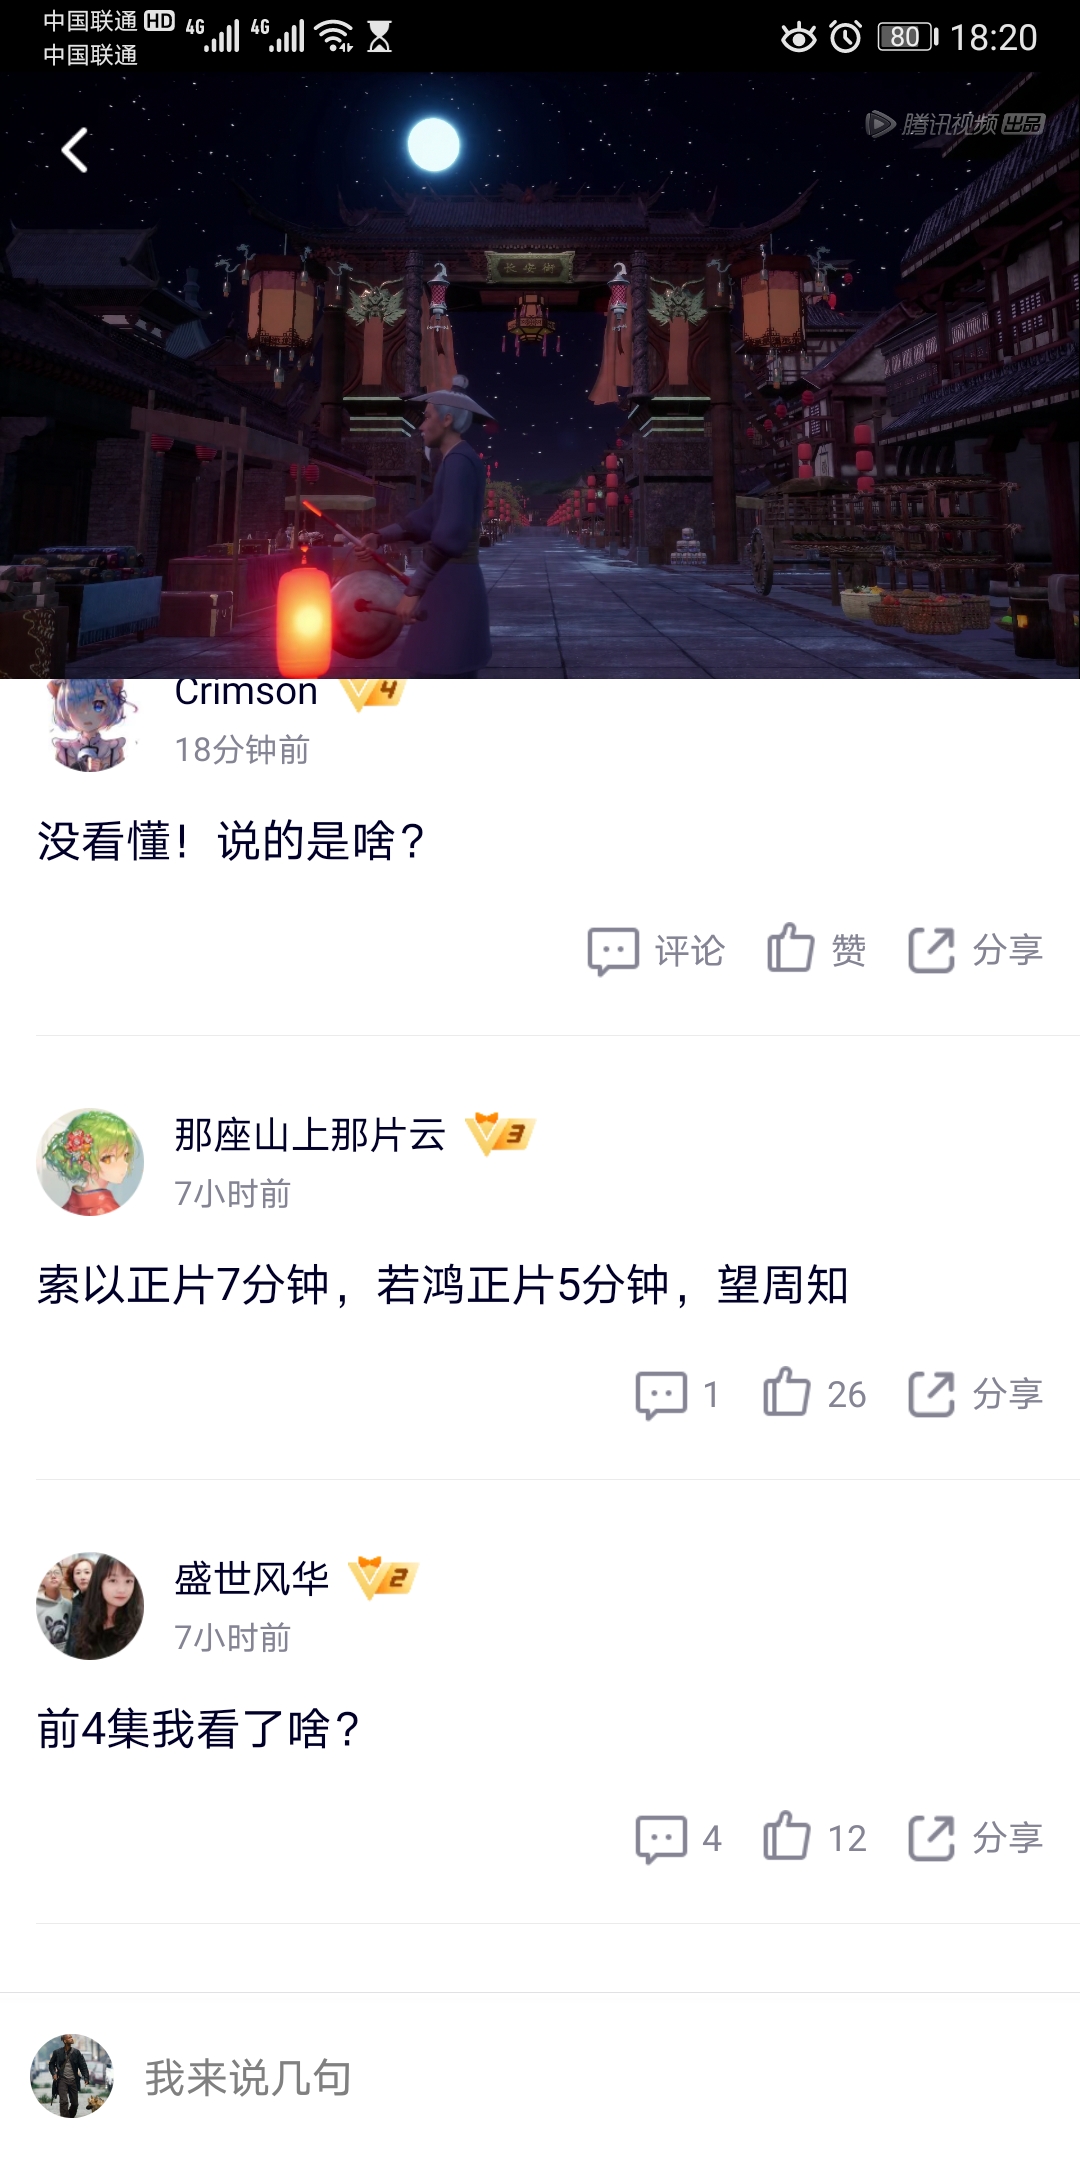 中国联通 HD 4G 4G 80 18:20
中国联通
腾讯视频 出品
长安街
Crimson V4
18分钟前
没看懂！说的是啥？
评论 赞 分享
那座山上那片云 V3
7小时前
索以正片7分钟，若鸿正片5分钟，望周知
1 26 分享
盛世风华 V2
7小时前
前4集我看了啥？
4 12 分享
我来说几句